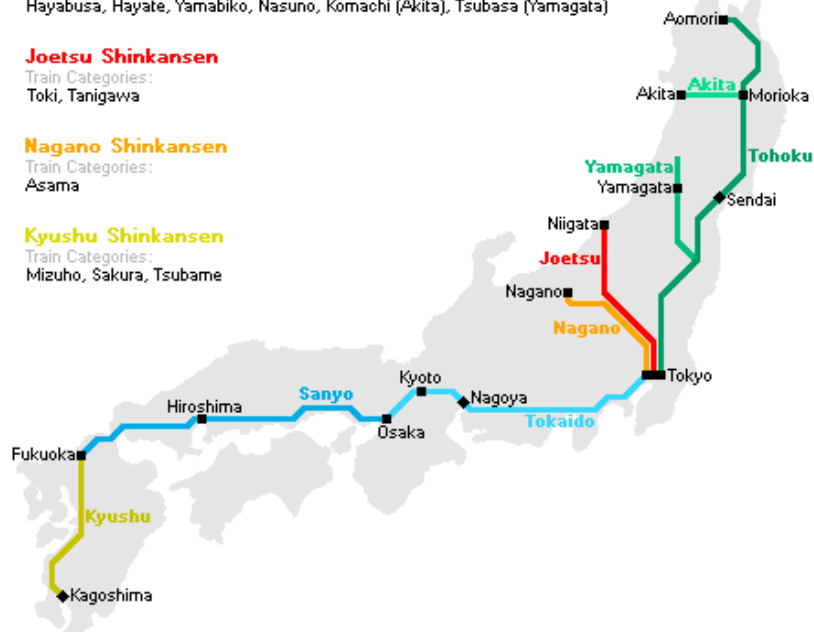 Hayabusa, Hayate, Yamabiko, Nasuno, Komachi (Akita), Tsubasa (Yamagata)
Joetsu Shinkansen
Train Categories:
Toki, Tanigawa
Nagano Shinkansen
Train Categories:
Asama
Kyushu Shinkansen
Train Categories:
Mizuho, Sakura, Tsubame
Aomori
Akita
Akita
Morioka
Tohoku
Yamagata
Yamagata
Sendai
Niigata
Joetsu
Nagano
Nagano
Tokyo
Kyoto
Nagoya
Sanyo
Hiroshima
Tokaido
Osaka
Fukuoka
Kyushu
Kagoshima